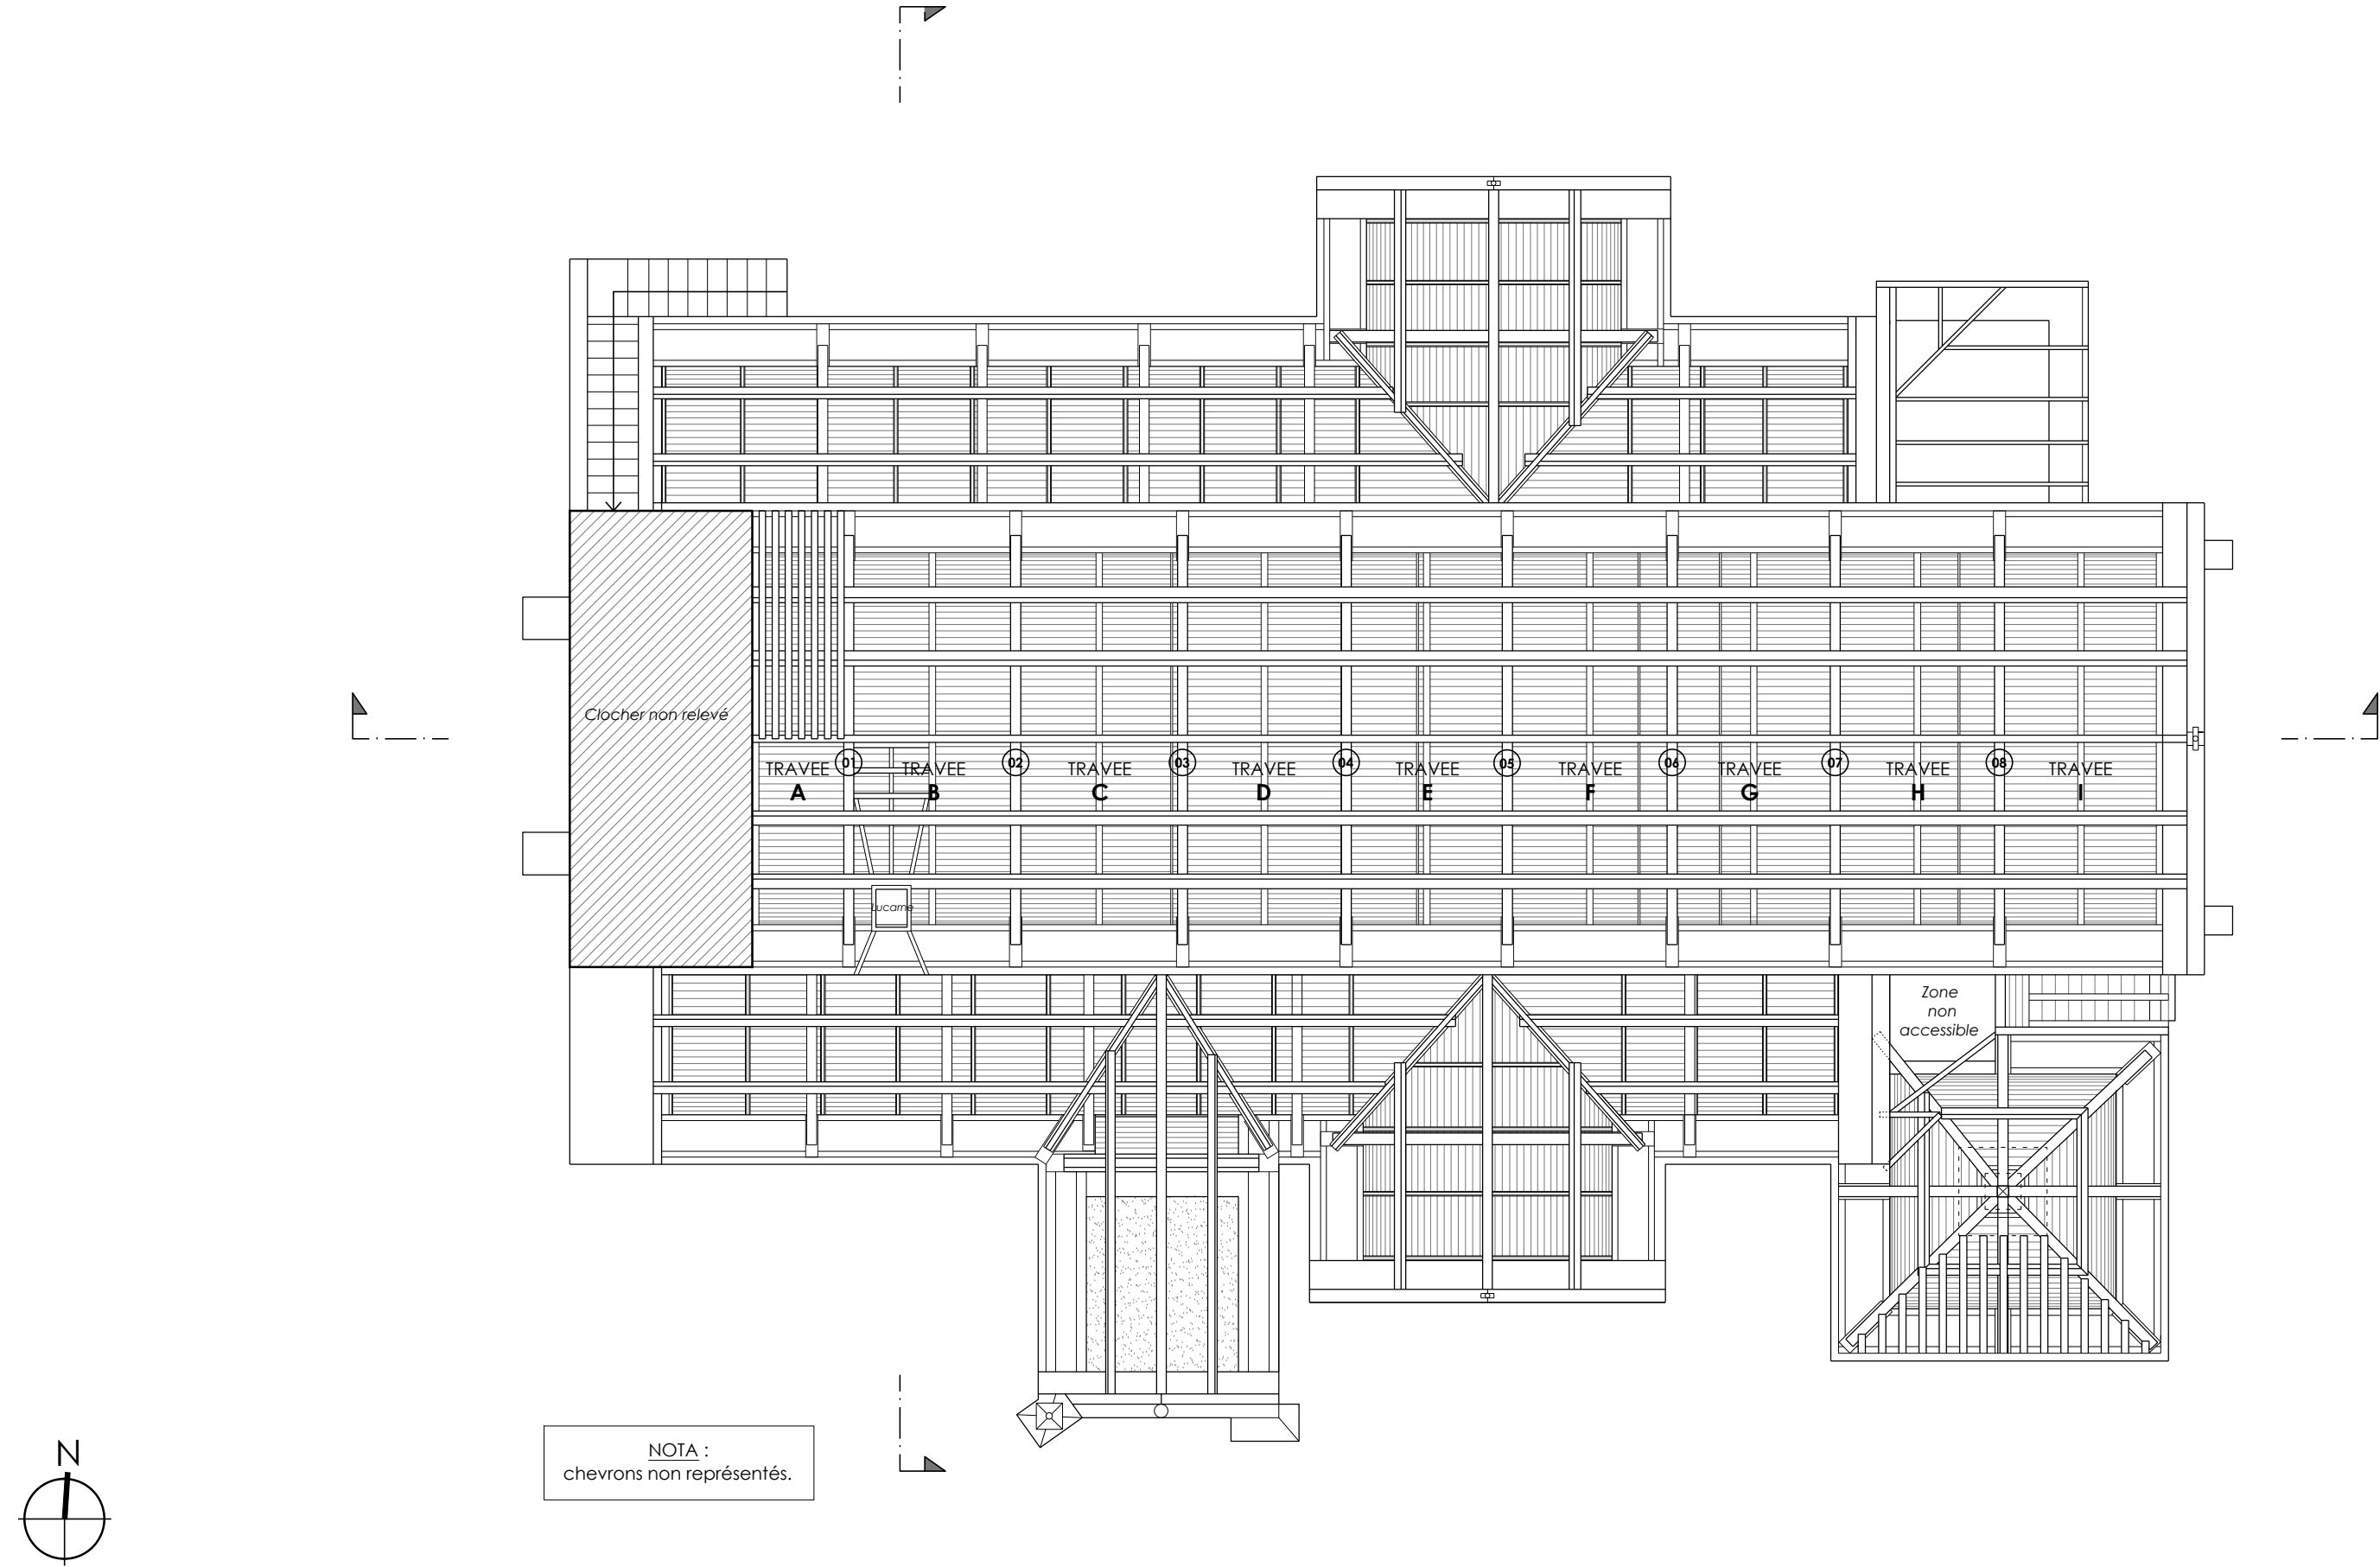 Clocher non relevé
01
02
03
04
05
06
07
08
TRAVEE
A
TRAVEE
B
TRAVEE
C
TRAVEE
D
TRAVEE
E
TRAVEE
F
TRAVEE
G
TRAVEE
H
TRAVEE
I
Lucarne
Zone
non
accessible
N
NOTA :
chevrons non représentés.